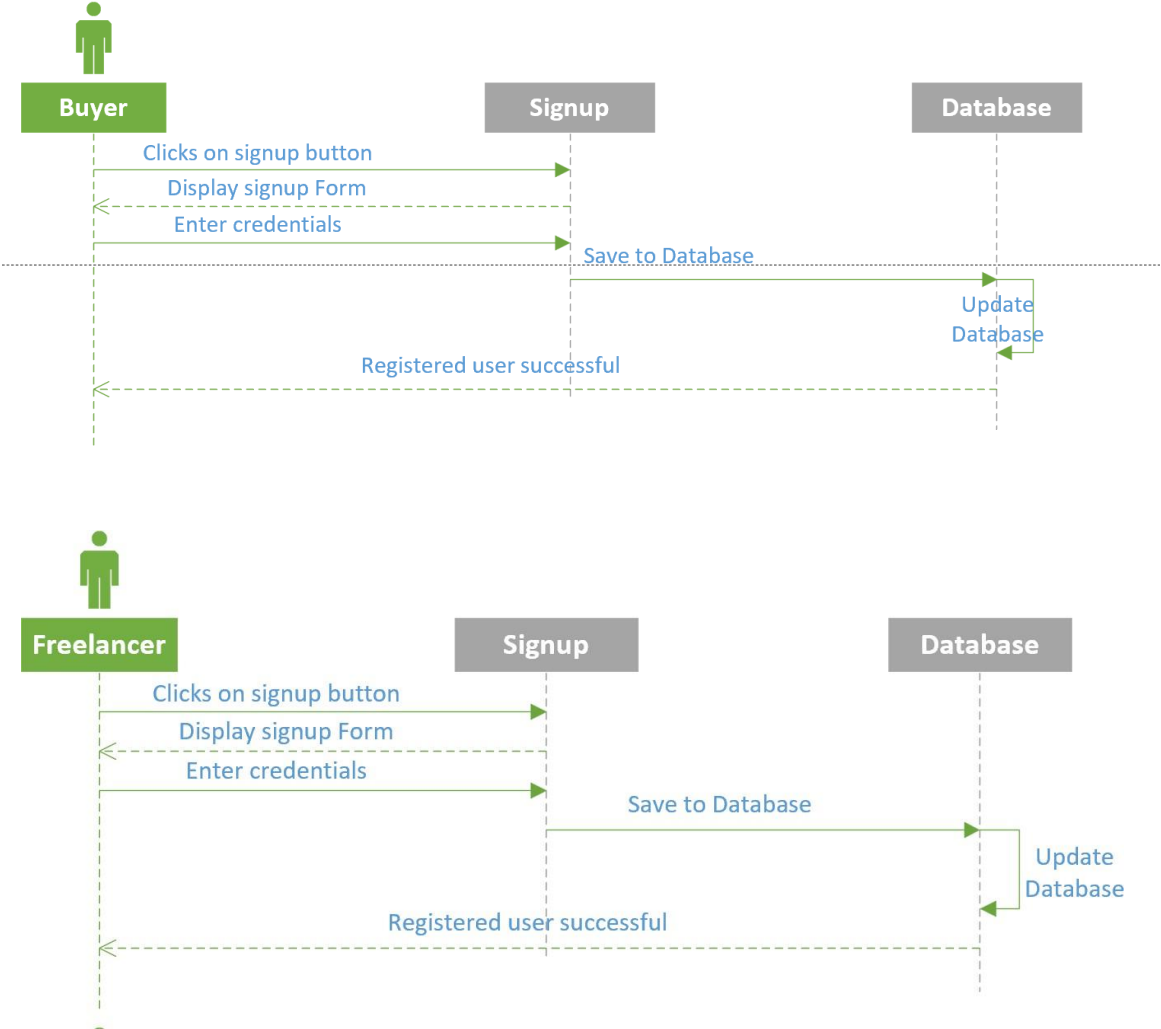 Buyer
Signup
Database
Clicks on signup button
Display signup Form
Enter credentials
Save to Database
Update
Database
Registered user successful
Freelancer
Signup
Database
Clicks on signup button
Display signup Form
Enter credentials
Save to Database
Update
Database
Registered user successful